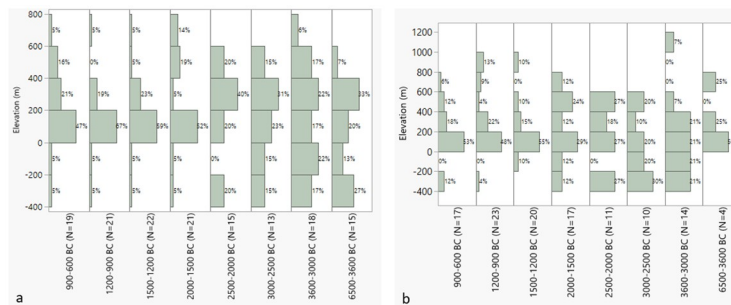 800
5% 5% 5% 14% 6%
600
16% 0% 5% 19% 20% 15% 17% 7%
400
21% 19% 23% 5% 40% 31% 22% 33%
200
47% 67% 59% 52% 20% 23% 17% 20%
0
5% 5% 5% 5% 0% 15% 22% 13%
-200
5% 5% 5% 5% 20% 15% 17% 27%
-400
Elevation (m)
900-600 BC (N=19)
1200-900 BC (N=21)
1500-1200 BC (N=22)
2000-1500 BC (N=21)
2500-2000 BC (N=15)
3000-2500 BC (N=13)
3600-3000 BC (N=18)
6500-3600 BC (N=15)
a
1200
7%
1000
13% 10% 0%
800
6% 9% 0% 12% 0% 25%
600
12% 4% 10% 24% 27% 20% 7% 0%
400
18% 22% 15% 12% 18% 10% 21% 25%
200
53% 48% 55% 29% 27% 20% 21%
0
0% 10% 12% 0% 20% 21%
-200
12% 4% 12% 27% 30% 21%
-400
Elevation (m)
900-600 BC (N=17)
1200-900 BC (N=23)
1500-1200 BC (N=20)
2000-1500 BC (N=17)
2500-2000 BC (N=11)
3000-2500 BC (N=10)
3600-3000 BC (N=14)
6500-3600 BC (N=4)
b